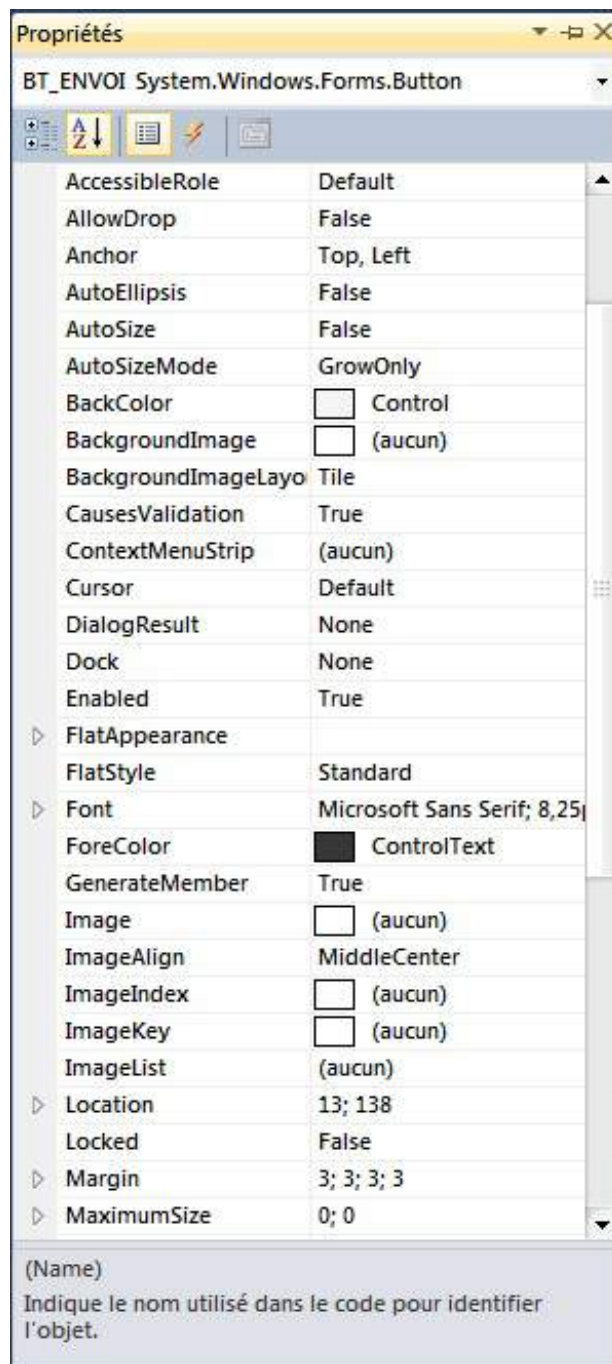 Propriétés
BT_ENVOI System.Windows.Forms.Button
AccessibleRole Default
AllowDrop False
Anchor Top, Left
AutoEllipsis False
AutoSize False
AutoSizeMode GrowOnly
BackColor Control
BackgroundImage (aucun)
BackgroundImageLayo Tile
CausesValidation True
ContextMenuStrip (aucun)
Cursor Default
DialogResult None
Dock None
Enabled True
FlatAppearance
FlatStyle Standard
Font Microsoft Sans Serif; 8,25p
ForeColor ControlText
GenerateMember True
Image (aucun)
ImageAlign MiddleCenter
ImageIndex (aucun)
ImageKey (aucun)
ImageList (aucun)
Location 13; 138
Locked False
Margin 3; 3; 3; 3
MaximumSize 0; 0
(Name)
Indique le nom utilisé dans le code pour identifier
l'objet.